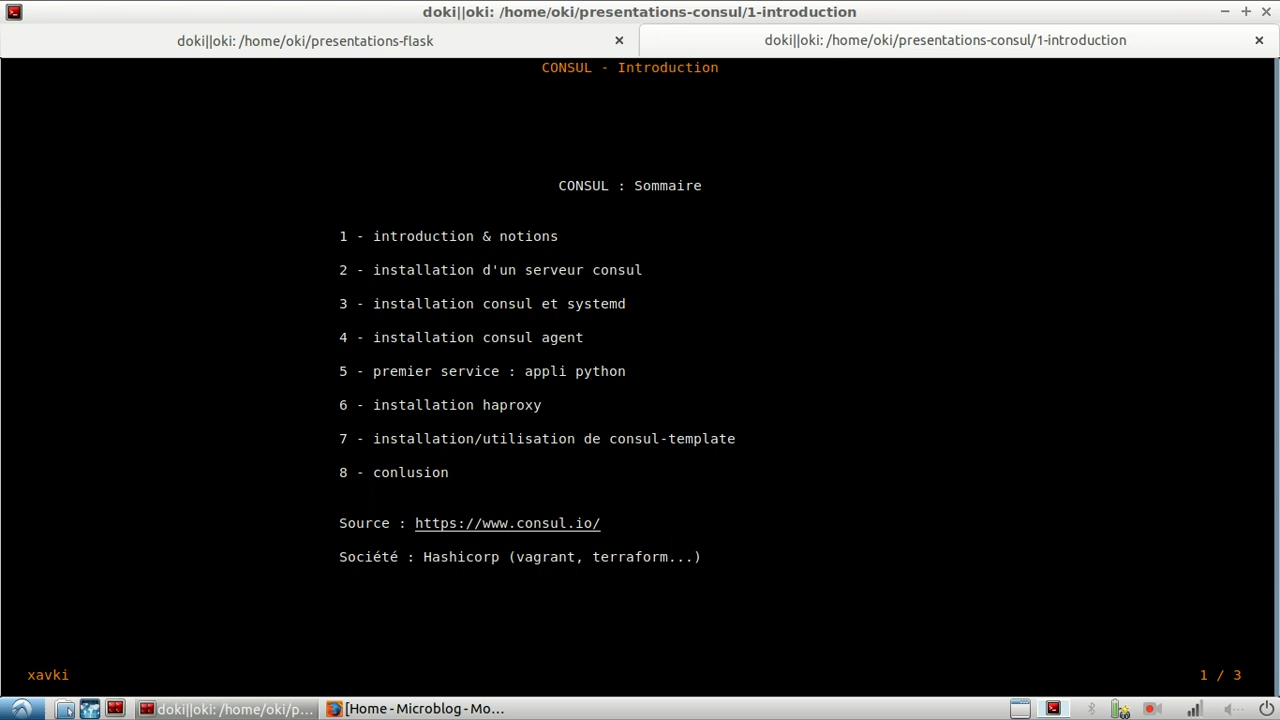 doki||oki: /home/oki/presentations-consul/1-introduction
doki||oki: /home/oki/presentations-flask
doki||oki: /home/oki/presentations-consul/1-introduction
CONSUL - Introduction
CONSUL : Sommaire
1 - introduction & notions
2 - installation d'un serveur consul
3 - installation consul et systemd
4 - installation consul agent
5 - premier service : appli python
6 - installation haproxy
7 - installation/utilisation de consul-template
8 - conlusion
Source : https://www.consul.io/
Société : Hashicorp (vagrant, terraform...)
xavki
1 / 3
doki||oki: /home/oki/p...
[Home - Microblog - Mo...